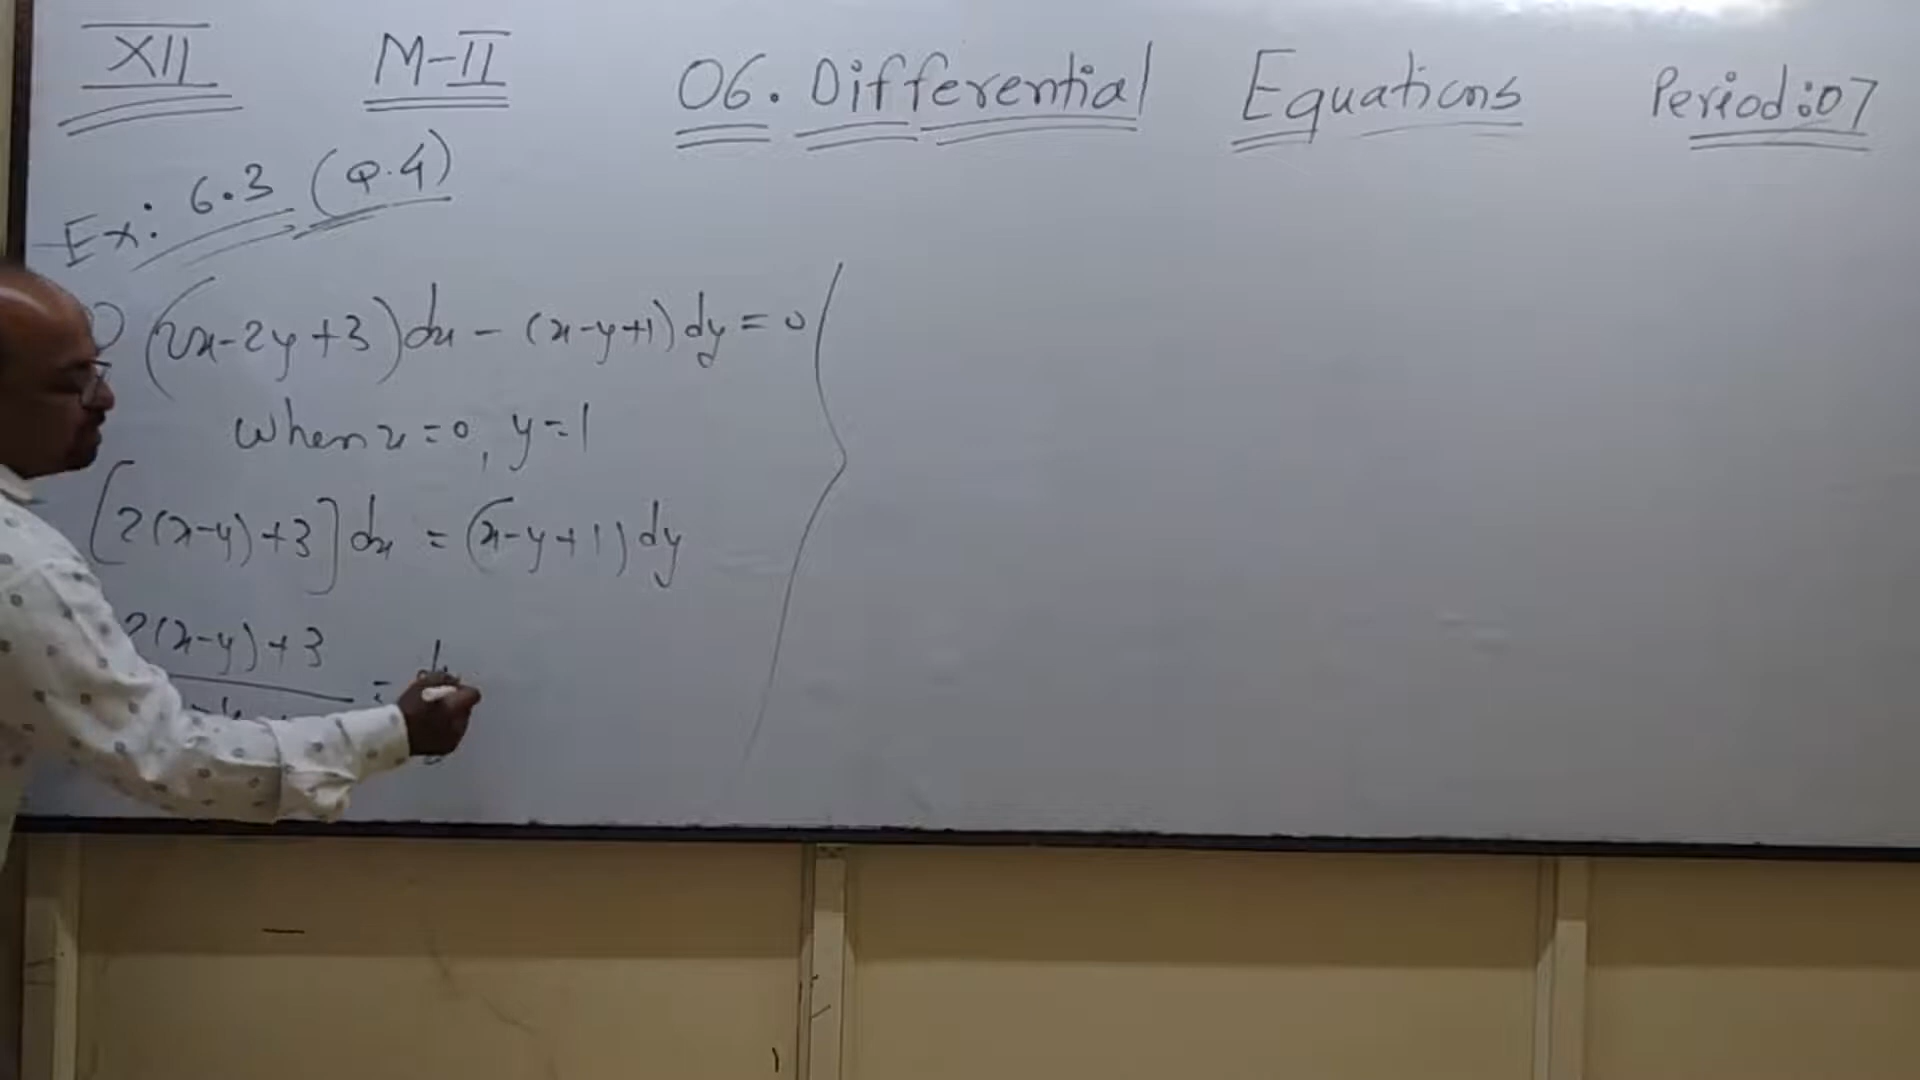 XII M-II 06. Differential Equations Period:07
Ex: 6.3 (Q.4)
(2x-2y+3)dx - (x-y+1)dy = 0
when x=0, y=1
[2(x-y)+3]dx = (x-y+1)dy
2(x-y)+3 =